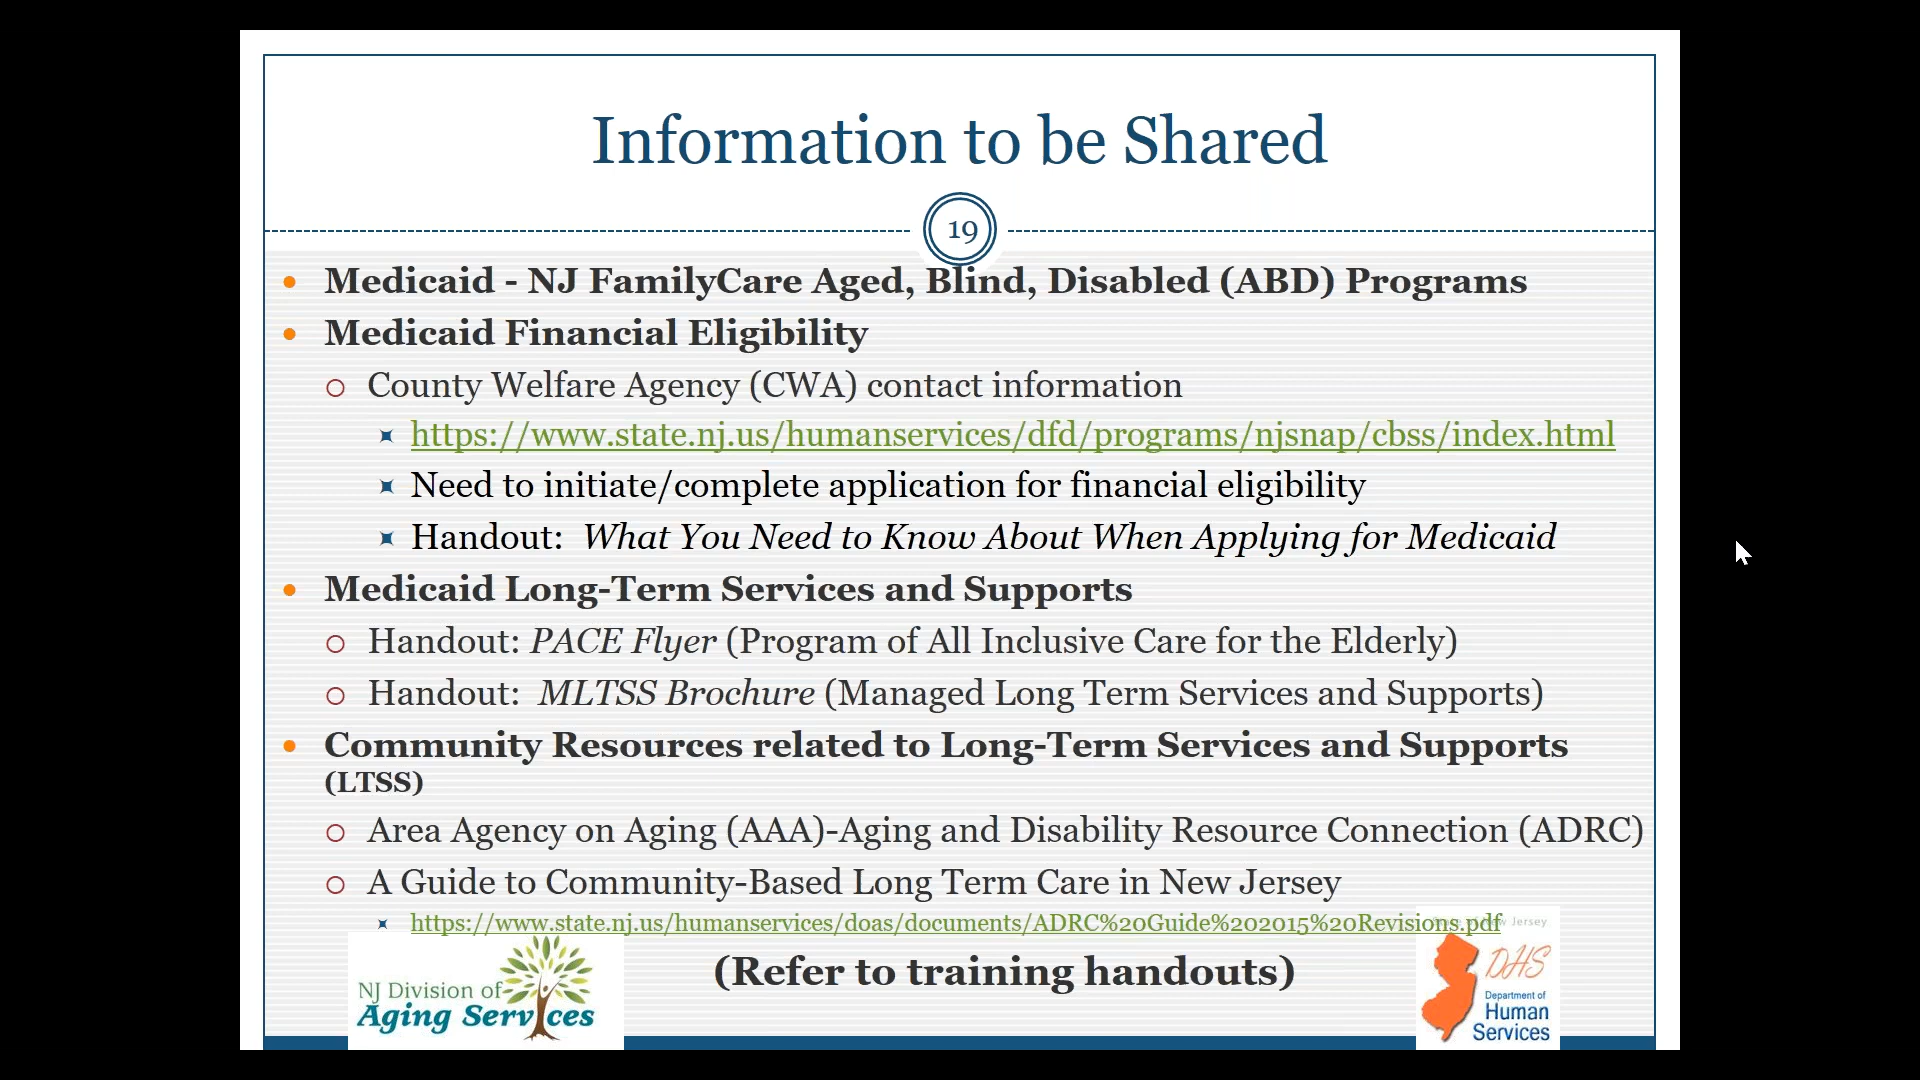 Information to be Shared
19
Medicaid - NJ FamilyCare Aged, Blind, Disabled (ABD) Programs
Medicaid Financial Eligibility
County Welfare Agency (CWA) contact information
https://www.state.nj.us/humanservices/dfd/programs/njsnap/cbss/index.html
Need to initiate/complete application for financial eligibility
Handout: What You Need to Know About When Applying for Medicaid
Medicaid Long-Term Services and Supports
Handout: PACE Flyer (Program of All Inclusive Care for the Elderly)
Handout: MLTSS Brochure (Managed Long Term Services and Supports)
Community Resources related to Long-Term Services and Supports
(LTSS)
Area Agency on Aging (AAA)-Aging and Disability Resource Connection (ADRC)
A Guide to Community-Based Long Term Care in New Jersey
https://www.state.nj.us/humanservices/doas/documents/ADRC%20Guide%202015%20Revisions.pdf
(Refer to training handouts)
NJ Division of
Aging Services
State of New Jersey
DHS
Department of
Human
Services